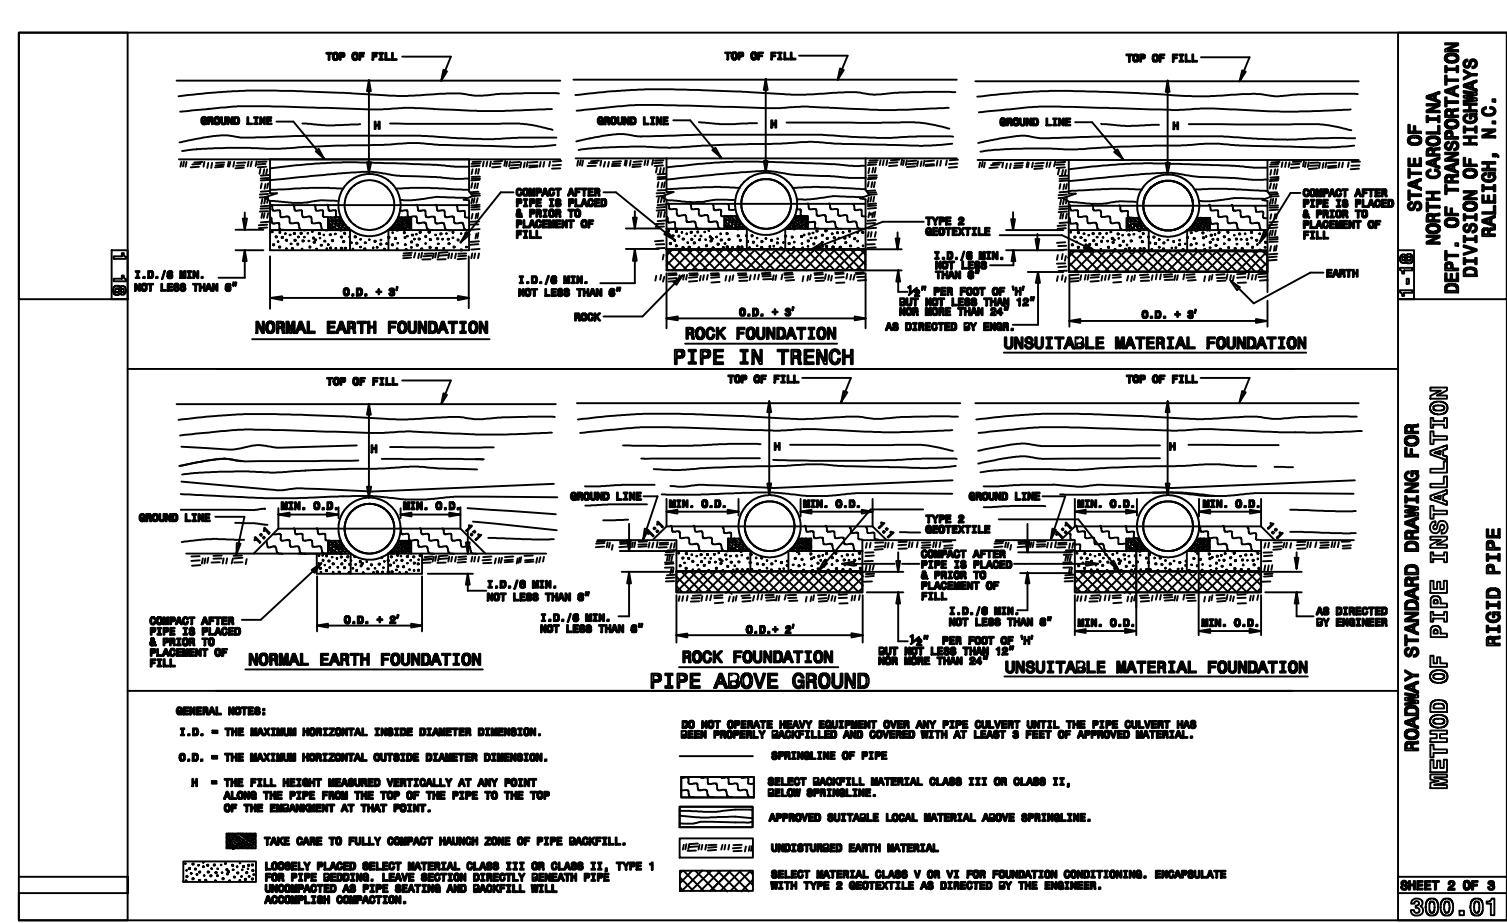 TOP OF FILL
GROUND LINE
H
COMPACT AFTER
PIPE IS PLACED
& PRIOR TO
PLACEMENT OF
FILL
I.D./6 MIN.
NOT LESS THAN 6"
O.D. + 3'
NORMAL EARTH FOUNDATION
TOP OF FILL
GROUND LINE
H
TYPE 2
GEOTEXTILE
I.D./6 MIN.
NOT LESS THAN 6"
ROCK
½" PER FOOT OF 'H'
BUT NOT LESS THAN 12"
NOR MORE THAN 24"
O.D. + 3'
ROCK FOUNDATION
PIPE IN TRENCH
TOP OF FILL
GROUND LINE
H
COMPACT AFTER
PIPE IS PLACED
& PRIOR TO
PLACEMENT OF
FILL
I.D./6 MIN.
NOT LESS
THAN 6"
EARTH
AS DIRECTED BY ENGR.
O.D. + 3'
UNSUITABLE MATERIAL FOUNDATION
TOP OF FILL
H
GROUND LINE
MIN. O.D.
MIN. O.D.
1:1
1:1
I.D./6 MIN.
NOT LESS THAN 6"
COMPACT AFTER
PIPE IS PLACED
& PRIOR TO
PLACEMENT OF
FILL
O.D. + 2'
NORMAL EARTH FOUNDATION
TOP OF FILL
H
GROUND LINE
MIN. O.D.
MIN. O.D.
1:1
1:1
TYPE 2
GEOTEXTILE
COMPACT AFTER
PIPE IS PLACED
& PRIOR TO
PLACEMENT OF
FILL
I.D./6 MIN.
NOT LESS THAN 6"
O.D.+ 2'
½" PER FOOT OF 'H'
BUT NOT LESS THAN 12"
NOR MORE THAN 24"
ROCK FOUNDATION
PIPE ABOVE GROUND
TOP OF FILL
H
GROUND LINE
MIN. O.D.
MIN. O.D.
1:1
1:1
I.D./6 MIN.
NOT LESS THAN 6"
MIN. O.D.
MIN. O.D.
AS DIRECTED
BY ENGINEER
UNSUITABLE MATERIAL FOUNDATION
GENERAL NOTES:
I.D. = THE MAXIMUM HORIZONTAL INSIDE DIAMETER DIMENSION.
O.D. = THE MAXIMUM HORIZONTAL OUTSIDE DIAMETER DIMENSION.
H = THE FILL HEIGHT MEASURED VERTICALLY AT ANY POINT
ALONG THE PIPE FROM THE TOP OF THE PIPE TO THE TOP
OF THE EMBANKMENT AT THAT POINT.
TAKE CARE TO FULLY COMPACT HAUNCH ZONE OF PIPE BACKFILL.
LOOSELY PLACED SELECT MATERIAL CLASS III OR CLASS II, TYPE 1
FOR PIPE BEDDING. LEAVE SECTION DIRECTLY BENEATH PIPE
UNCOMPACTED AS PIPE SEATING AND BACKFILL WILL
ACCOMPLISH COMPACTION.
DO NOT OPERATE HEAVY EQUIPMENT OVER ANY PIPE CULVERT UNTIL THE PIPE CULVERT HAS
BEEN PROPERLY BACKFILLED AND COVERED WITH AT LEAST 3 FEET OF APPROVED MATERIAL.
SPRINGLINE OF PIPE
SELECT BACKFILL MATERIAL CLASS III OR CLASS II,
BELOW SPRINGLINE.
APPROVED SUITABLE LOCAL MATERIAL ABOVE SPRINGLINE.
UNDISTURBED EARTH MATERIAL
SELECT MATERIAL CLASS V OR VI FOR FOUNDATION CONDITIONING. ENCAPSULATE
WITH TYPE 2 GEOTEXTILE AS DIRECTED BY THE ENGINEER.
1-18
1-18
STATE OF
NORTH CAROLINA
DEPT. OF TRANSPORTATION
DIVISION OF HIGHWAYS
RALEIGH, N.C.
ROADWAY STANDARD DRAWING FOR
METHOD OF PIPE INSTALLATION
RIGID PIPE
SHEET 2 OF 3
300.01